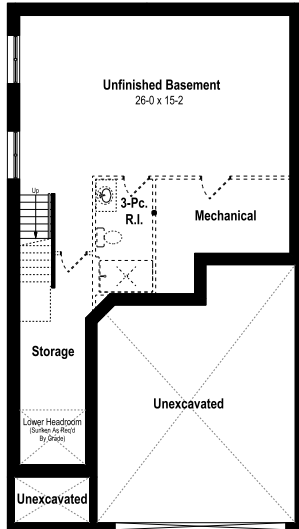 Unfinished Basement
26-0 x 15-2
Up
3-Pc.
R.I.
Mechanical
Storage
Unexcavated
Lower Headroom
(Sunken As Req'd
By Grade)
Unexcavated